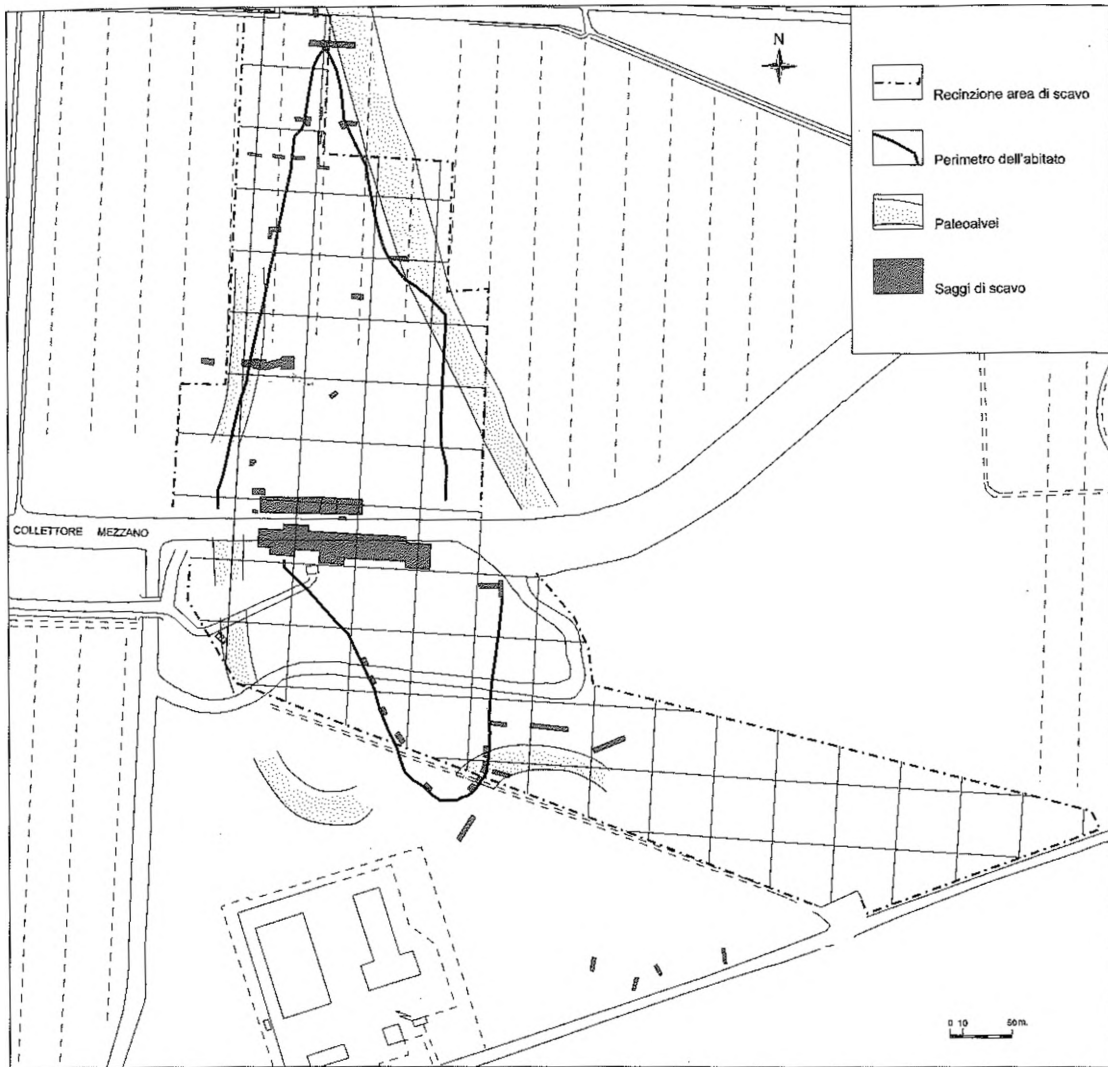 N
Recinzione area di scavo
Perimetro dell'abitato
Paleoalvei
Saggi di scavo
COLLETTORE MEZZANO
0 10 50m.